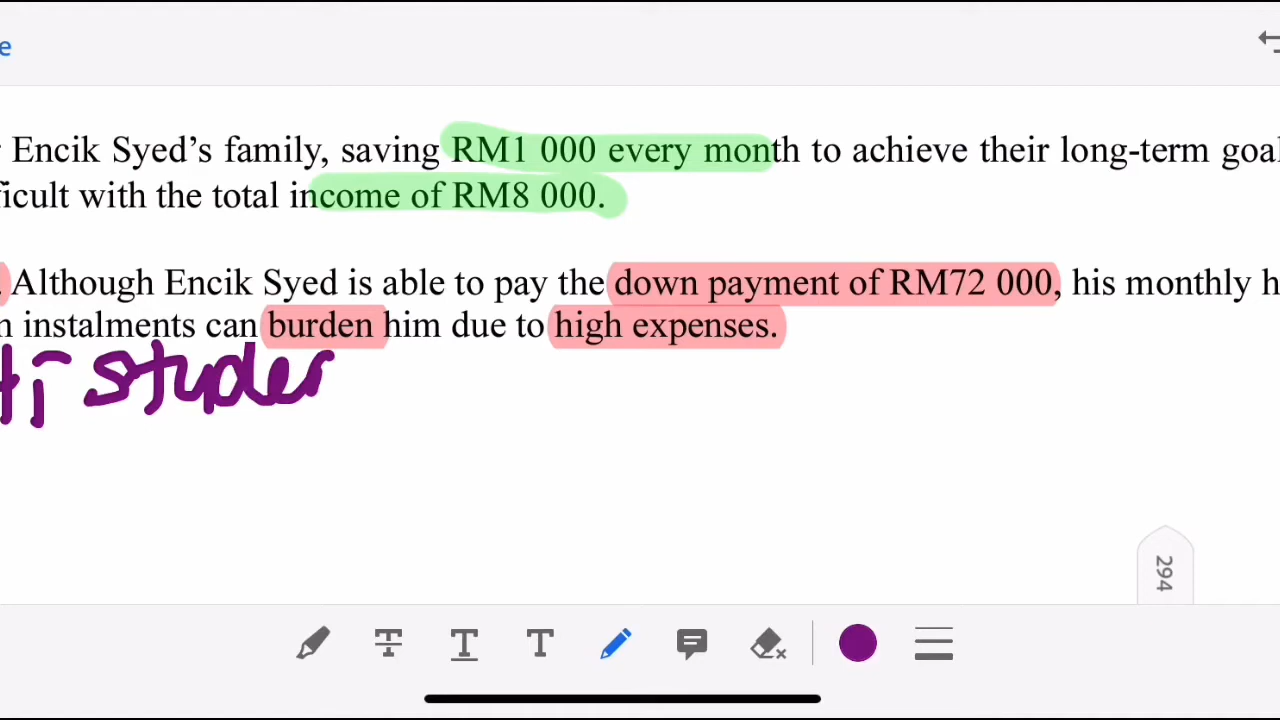 e
Encik Syed's family, saving RM1 000 every month to achieve their long-term goal
ficult with the total income of RM8 000.
. Although Encik Syed is able to pay the down payment of RM72 000, his monthly h
n instalments can burden him due to high expenses.
Hi studer
294
T T T